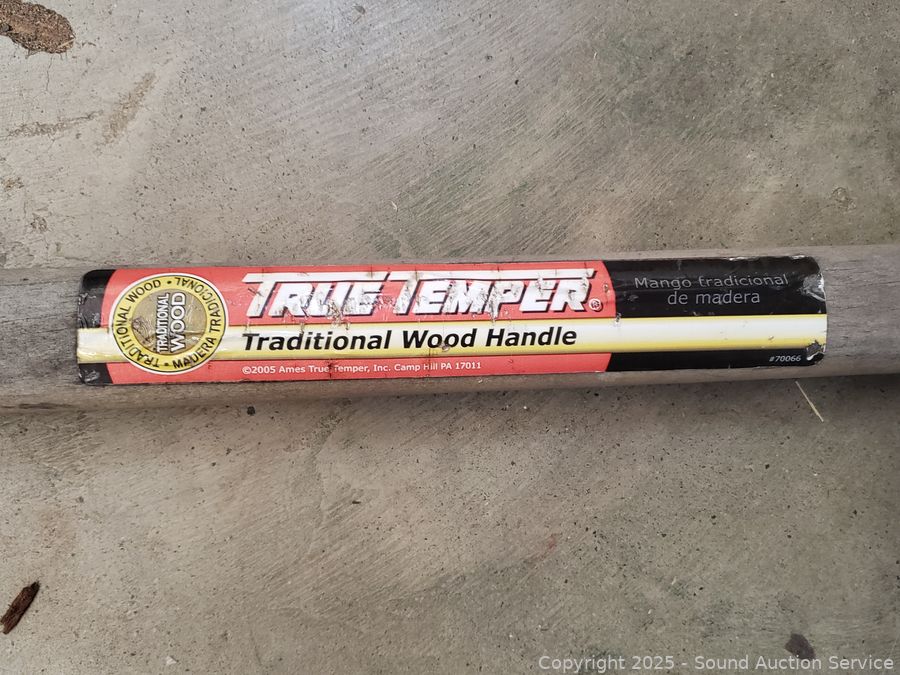 TRADITIONAL WOOD • MADERA TRADICIONAL •
TRADITIONAL
WOOD
TRUE TEMPER®
Traditional Wood Handle
©2005 Ames True Temper, Inc. Camp Hill PA 17011
Mango tradicional
de madera
#70066
Copyright © 2025 - Sound Auction Service